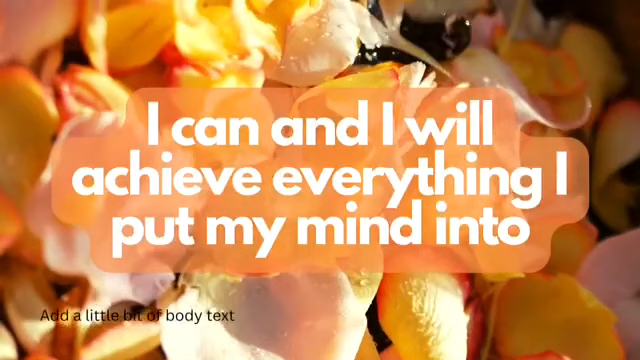 I can and I will
achieve everything I
put my mind into
Add a little bit of body text